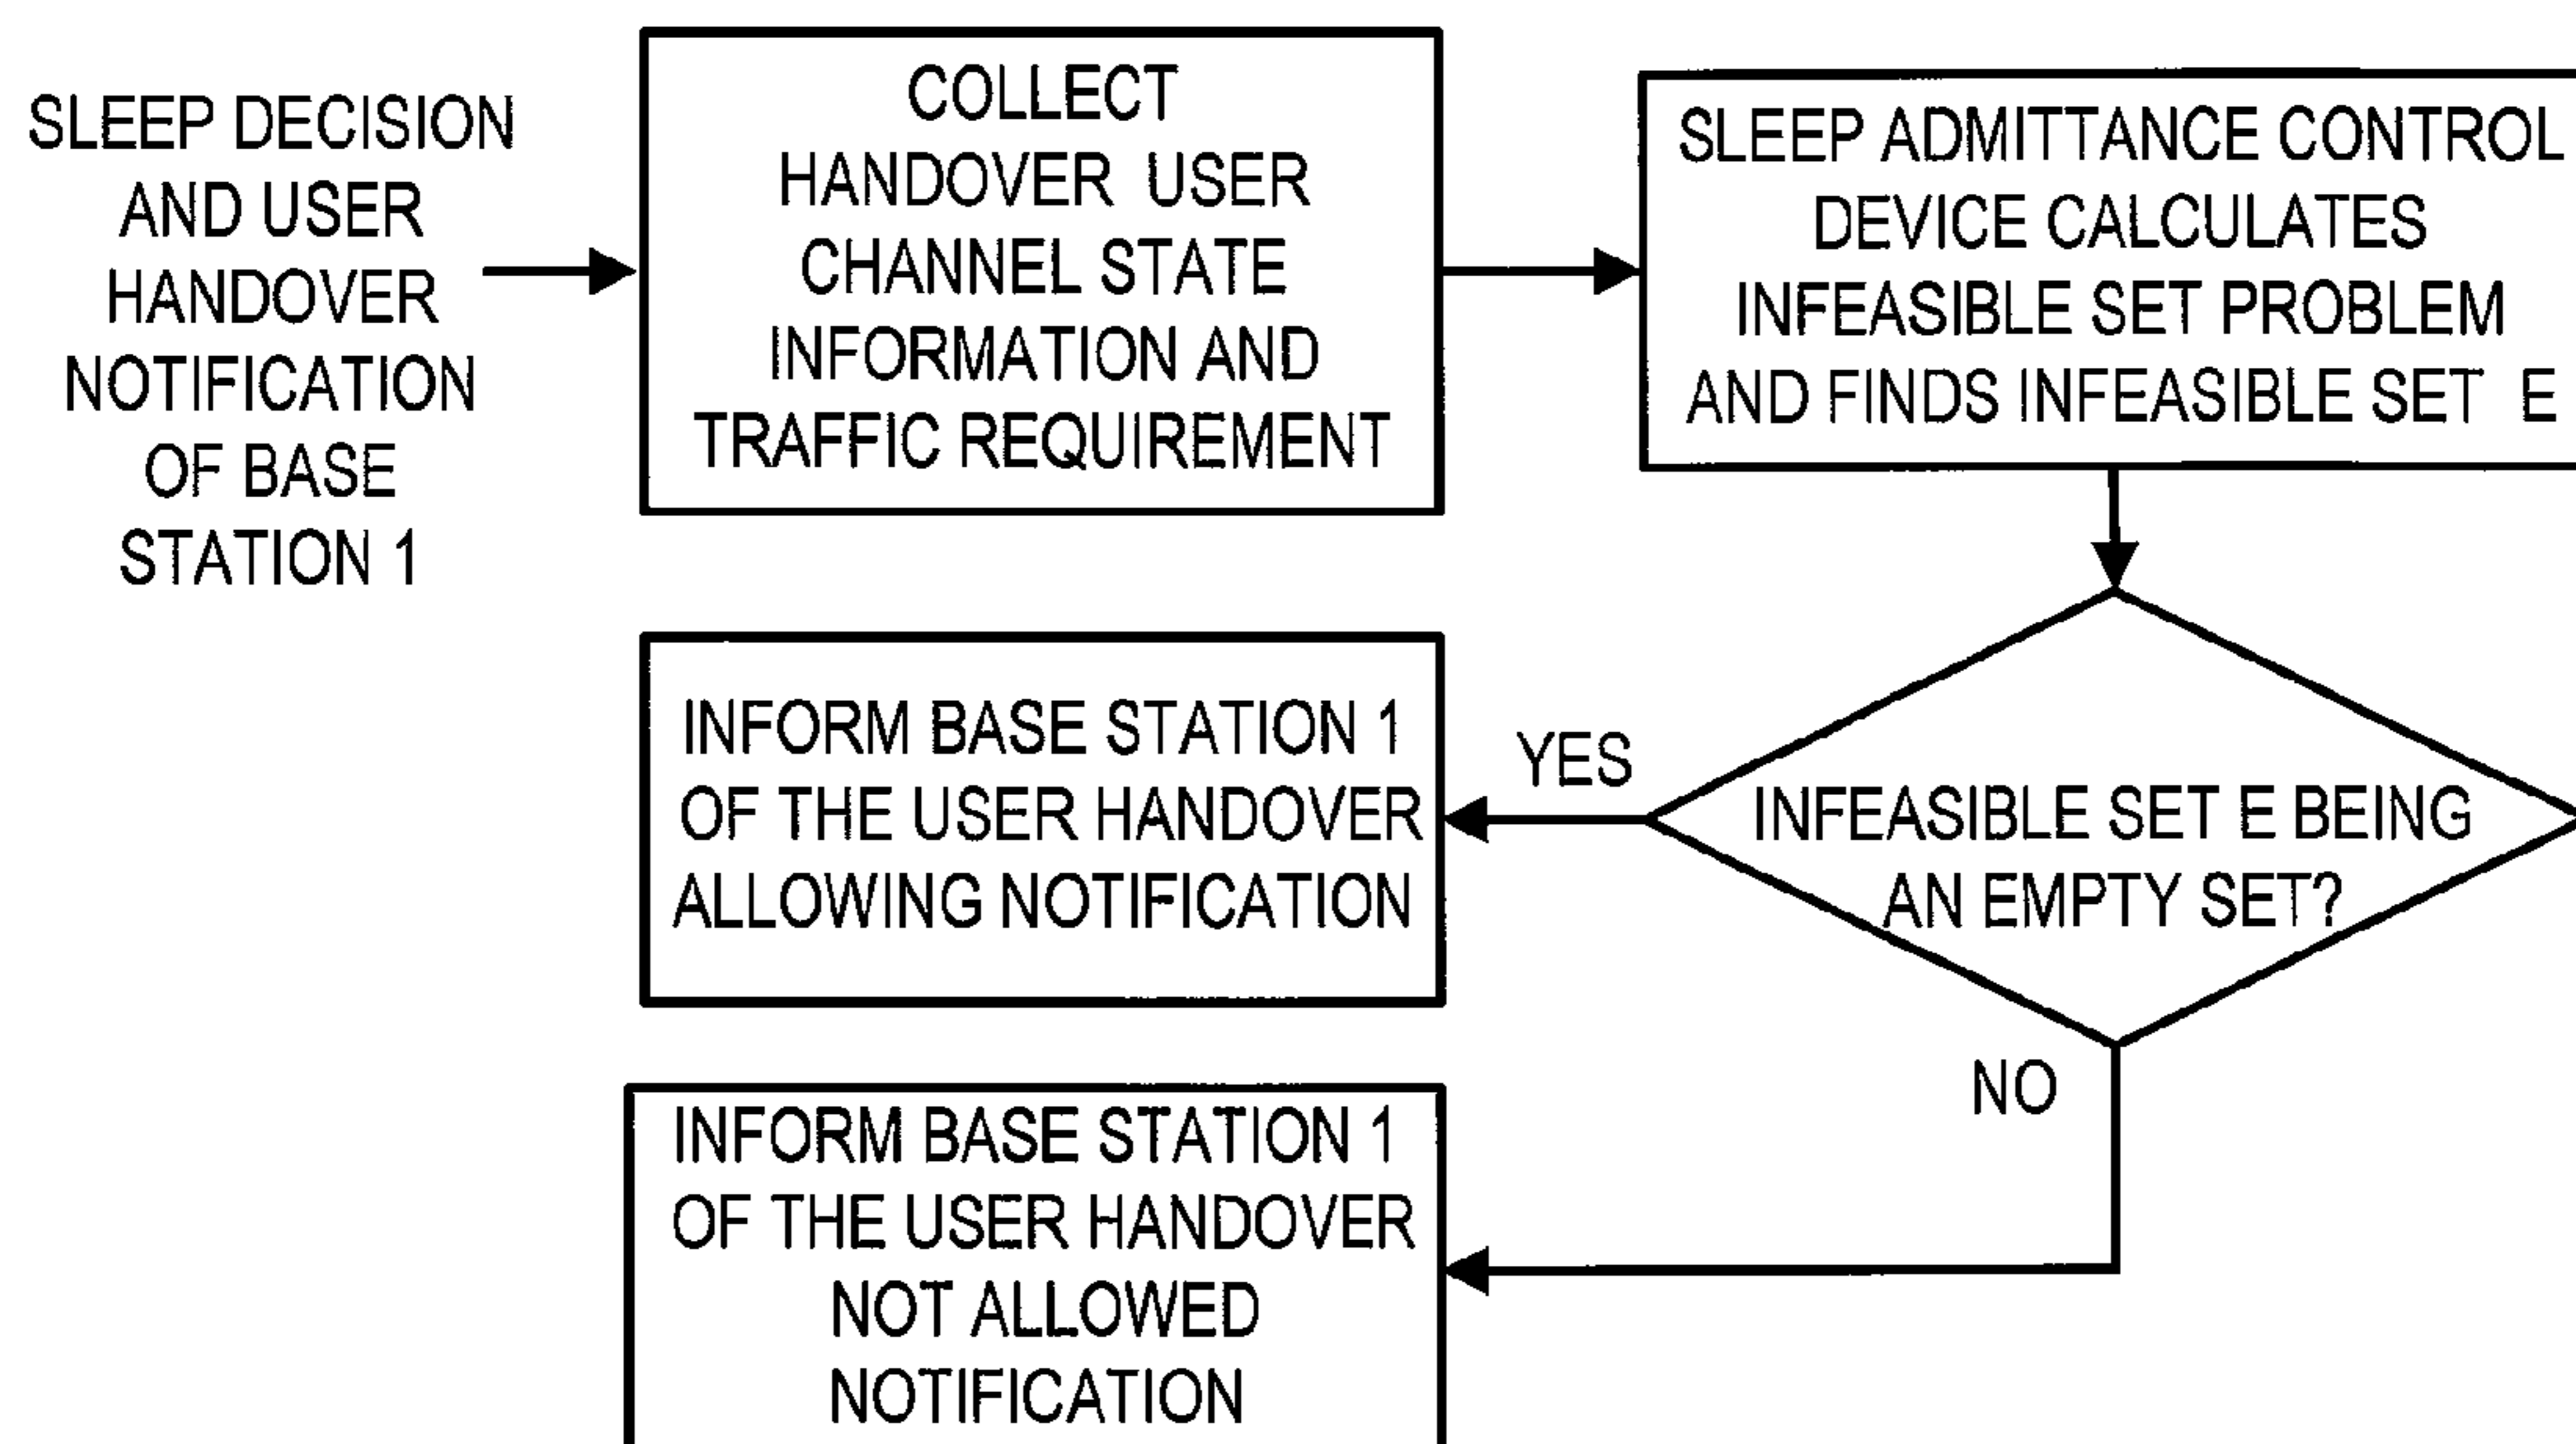 SLEEP DECISION
AND USER
HANDOVER
NOTIFICATION
OF BASE
STATION 1
COLLECT
HANDOVER USER
CHANNEL STATE
INFORMATION AND
TRAFFIC REQUIREMENT
SLEEP ADMITTANCE CONTROL
DEVICE CALCULATES
INFEASIBLE SET PROBLEM
AND FINDS INFEASIBLE SET E
INFEASIBLE SET E BEING
AN EMPTY SET?
YES
INFORM BASE STATION 1
OF THE USER HANDOVER
ALLOWING NOTIFICATION
NO
INFORM BASE STATION 1
OF THE USER HANDOVER
NOT ALLOWED
NOTIFICATION